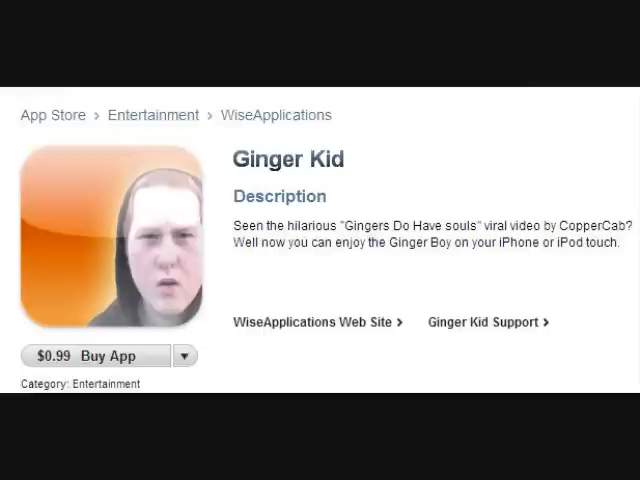 App Store > Entertainment > WiseApplications
Ginger Kid
Description
Seen the hilarious "Gingers Do Have souls" viral video by CopperCab?
Well now you can enjoy the Ginger Boy on your iPhone or iPod touch.
WiseApplications Web Site > Ginger Kid Support >
$0.99 Buy App
Category: Entertainment